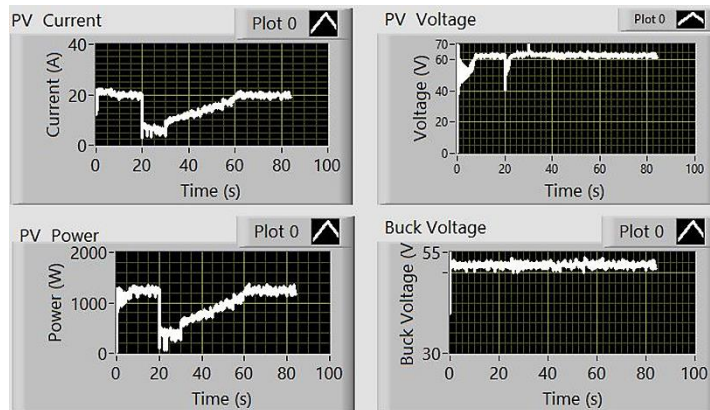 PV Current
Plot 0
40
20
0
Current (A)
0 20 40 60 80 100
Time (s)
PV Voltage
Plot 0
70
60
40
20
0
Voltage (V)
0 20 40 60 80 100
Time (s)
PV Power
Plot 0
2000
1000
0
Power (W)
0 20 40 60 80 100
Time (s)
Buck Voltage
Plot 0
55
30
Buck Voltage (V
0 20 40 60 80 100
Time (s)